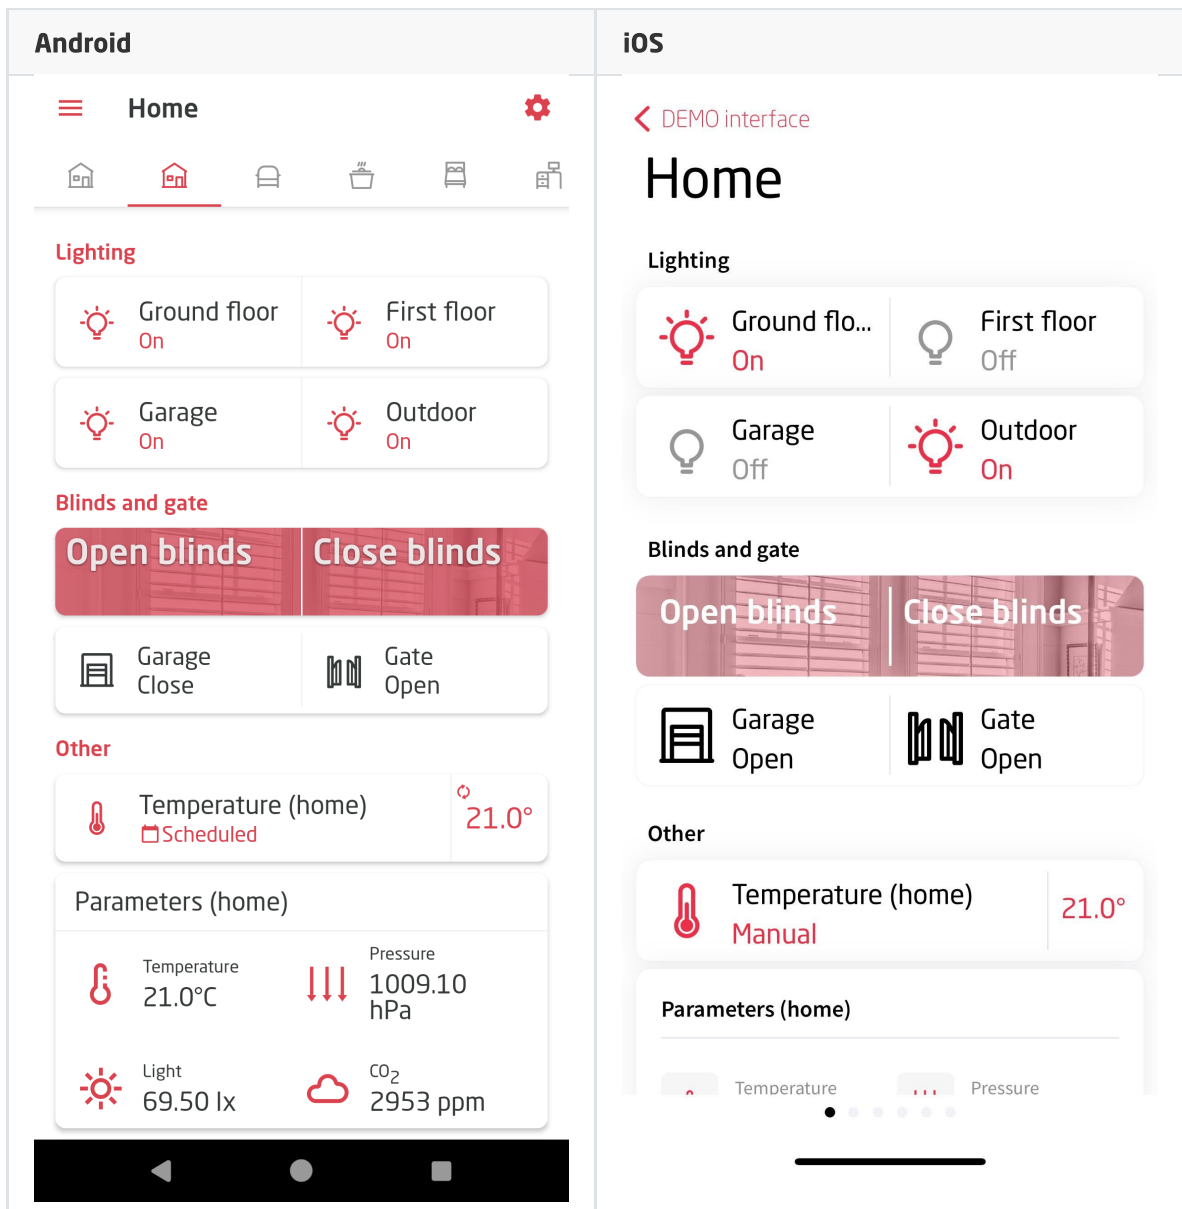 Android
Home
Lighting
Ground floor
On
First floor
On
Garage
On
Outdoor
On
Blinds and gate
Open blinds
Close blinds
Garage
Close
Gate
Open
Other
Temperature (home)
Scheduled
21.0°
Parameters (home)
Temperature
21.0°C
Pressure
1009.10
hPa
Light
69.50 lx
CO2
2953 ppm
iOS
DEMO interface
Home
Lighting
Ground flo...
On
First floor
Off
Garage
Off
Outdoor
On
Blinds and gate
Open blinds
Close blinds
Garage
Open
Gate
Open
Other
Temperature (home)
Manual
21.0°
Parameters (home)
Temperature
Pressure